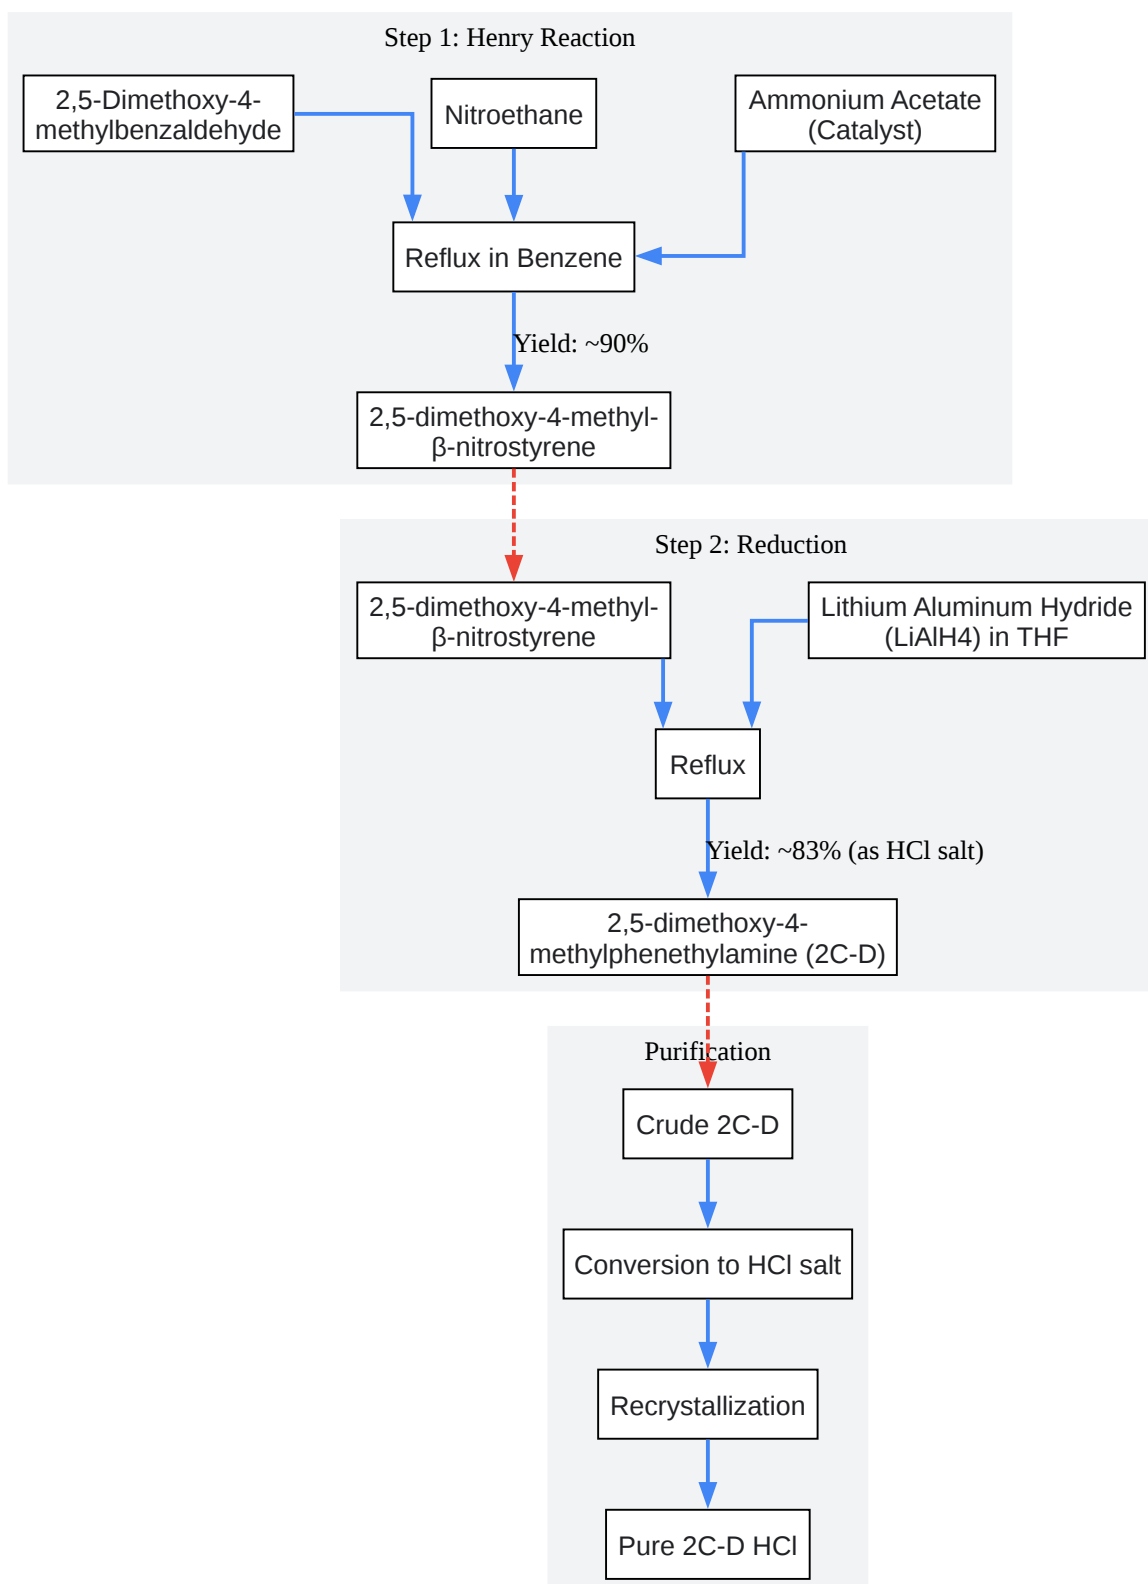 Step 1: Henry Reaction
2,5-Dimethoxy-4-
methylbenzaldehyde
Nitroethane
Ammonium Acetate
(Catalyst)
Reflux in Benzene
Yield: ~90%
2,5-dimethoxy-4-methyl-
β-nitrostyrene
Step 2: Reduction
2,5-dimethoxy-4-methyl-
β-nitrostyrene
Lithium Aluminum Hydride
(LiAlH4) in THF
Reflux
Yield: ~83% (as HCl salt)
2,5-dimethoxy-4-
methylphenethylamine (2C-D)
Purification
Crude 2C-D
Conversion to HCl salt
Recrystallization
Pure 2C-D HCl